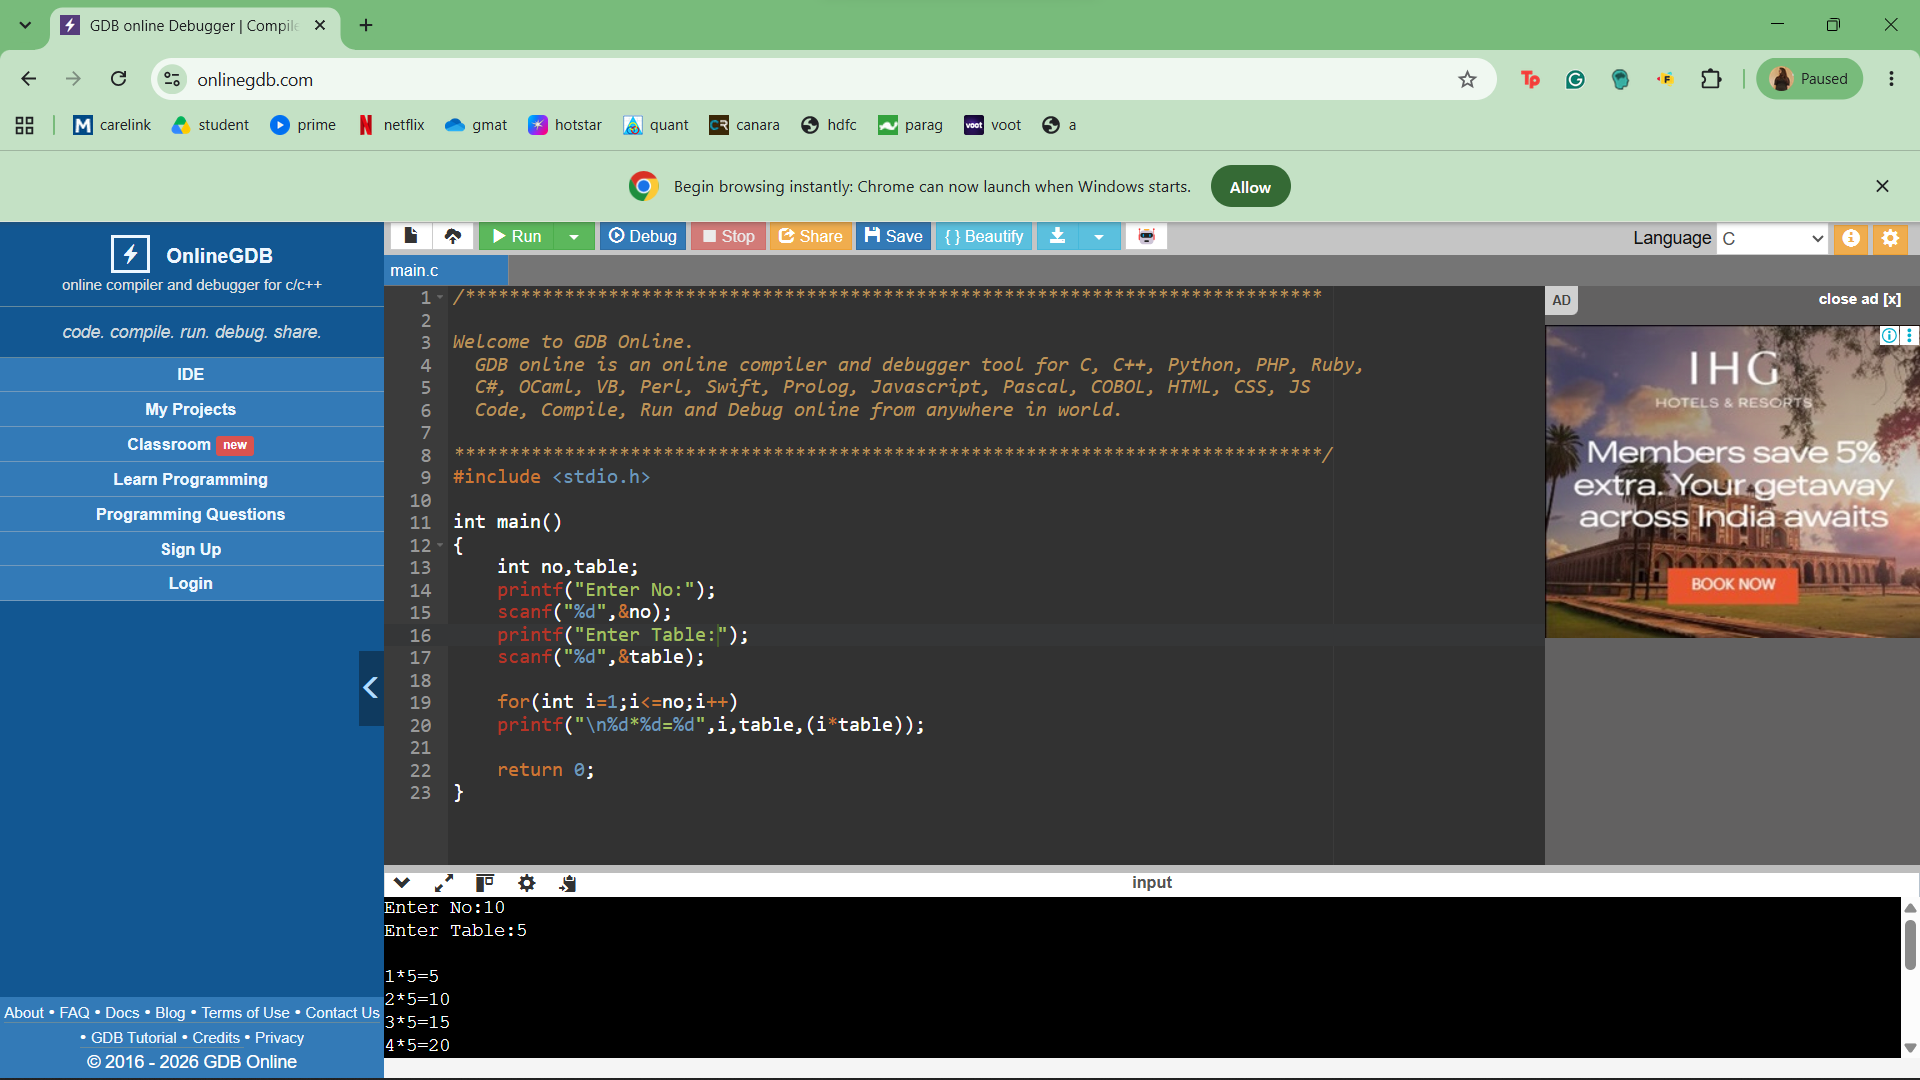 GDB online Debugger | Compile
onlinegdb.com
Tp
G
F
Paused
carelink
student
prime
netflix
gmat
hotstar
quant
CR
canara
hdfc
parag
voot
voot
a
Begin browsing instantly: Chrome can now launch when Windows starts.
Allow
OnlineGDB
online compiler and debugger for c/c++
code. compile. run. debug. share.
IDE
My Projects
Classroom new
Learn Programming
Programming Questions
Sign Up
Login
About • FAQ • Docs • Blog • Terms of Use • Contact Us
• GDB Tutorial • Credits • Privacy
© 2016 - 2026 GDB Online
Run
Debug
Stop
Share
Save
{ } Beautify
Language C
main.c
1 /******************************************************************************
2
3 Welcome to GDB Online.
4   GDB online is an online compiler and debugger tool for C, C++, Python, PHP, Ruby,
5   C#, OCaml, VB, Perl, Swift, Prolog, Javascript, Pascal, COBOL, HTML, CSS, JS
6   Code, Compile, Run and Debug online from anywhere in world.
7
8 *******************************************************************************/
9 #include <stdio.h>
10
11 int main()
12 {
13     int no,table;
14     printf("Enter No:");
15     scanf("%d",&no);
16     printf("Enter Table:");
17     scanf("%d",&table);
18
19     for(int i=1;i<=no;i++)
20     printf("\n%d*%d=%d",i,table,(i*table));
21
22     return 0;
23 }
AD
close ad [x]
IHG
HOTELS & RESORTS
Members save 5%
extra. Your getaway
across India awaits
BOOK NOW
input
Enter No:10
Enter Table:5
1*5=5
2*5=10
3*5=15
4*5=20